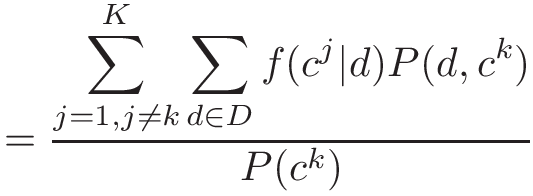 = \frac{\sum_{j=1, j \neq k}^{K} \sum_{d \in D} f(c^j|d) P(d, c^k)}{P(c^k)}